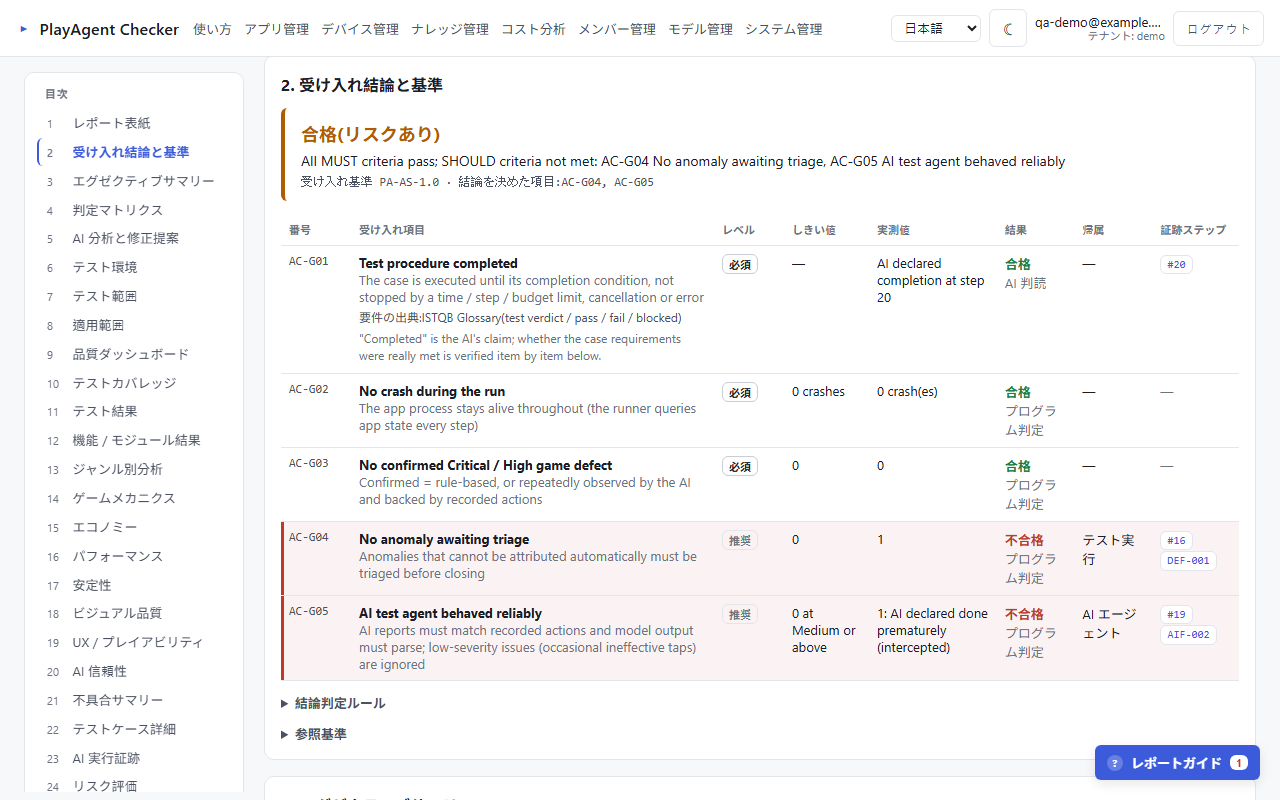 PlayAgent Checker 使い方 アプリ管理 デバイス管理 ナレッジ管理 コスト分析 メンバー管理 モデル管理 システム管理 日本語 qa-demo@example.... ログアウト
テナント: demo
目次
1 レポート表紙
2 受け入れ結論と基準
3 エグゼクティブサマリー
4 判定マトリクス
5 AI 分析と修正提案
6 テスト環境
7 テスト範囲
8 適用範囲
9 品質ダッシュボード
10 テストカバレッジ
11 テスト結果
12 機能 / モジュール結果
13 ジャンル別分析
14 ゲームメカニクス
15 エコノミー
16 パフォーマンス
17 安定性
18 ビジュアル品質
19 UX / プレイアビリティ
20 AI 信頼性
21 不具合サマリー
22 テストケース詳細
23 AI 実行証跡
24 リスク評価
2. 受け入れ結論と基準
合格(リスクあり)
All MUST criteria pass; SHOULD criteria not met: AC-G04 No anomaly awaiting triage, AC-G05 AI test agent behaved reliably
受け入れ基準 PA-AS-1.0 · 結論を決めた項目:AC-G04, AC-G05
番号 受け入れ項目 レベル しきい値 実測値 結果 帰属 証跡ステップ
AC-G01 Test procedure completed 必須 — AI declared 合格 — #20
The case is executed until its completion condition, not completion at step AI 判読
stopped by a time / step / budget limit, cancellation or error 20
要件の出典:ISTQB Glossary(test verdict / pass / fail / blocked)
"Completed" is the AI's claim; whether the case requirements
were really met is verified item by item below.
AC-G02 No crash during the run 必須 0 crashes 0 crash(es) 合格 — —
The app process stays alive throughout (the runner queries プログラ
app state every step) ム判定
AC-G03 No confirmed Critical / High game defect 必須 0 0 合格 — —
Confirmed = rule-based, or repeatedly observed by the AI プログラ
and backed by recorded actions ム判定
AC-G04 No anomaly awaiting triage 推奨 0 1 不合格 テスト実 #16
Anomalies that cannot be attributed automatically must be プログラ 行 DEF-001
triaged before closing ム判定
AC-G05 AI test agent behaved reliably 推奨 0 at 1: AI declared done 不合格 AI エージ #19
AI reports must match recorded actions and model output Medium or prematurely プログラ ェント AIF-002
must parse; low-severity issues (occasional ineffective taps) above (intercepted) ム判定
are ignored
結論判定ルール
参照基準
? レポートガイド 1